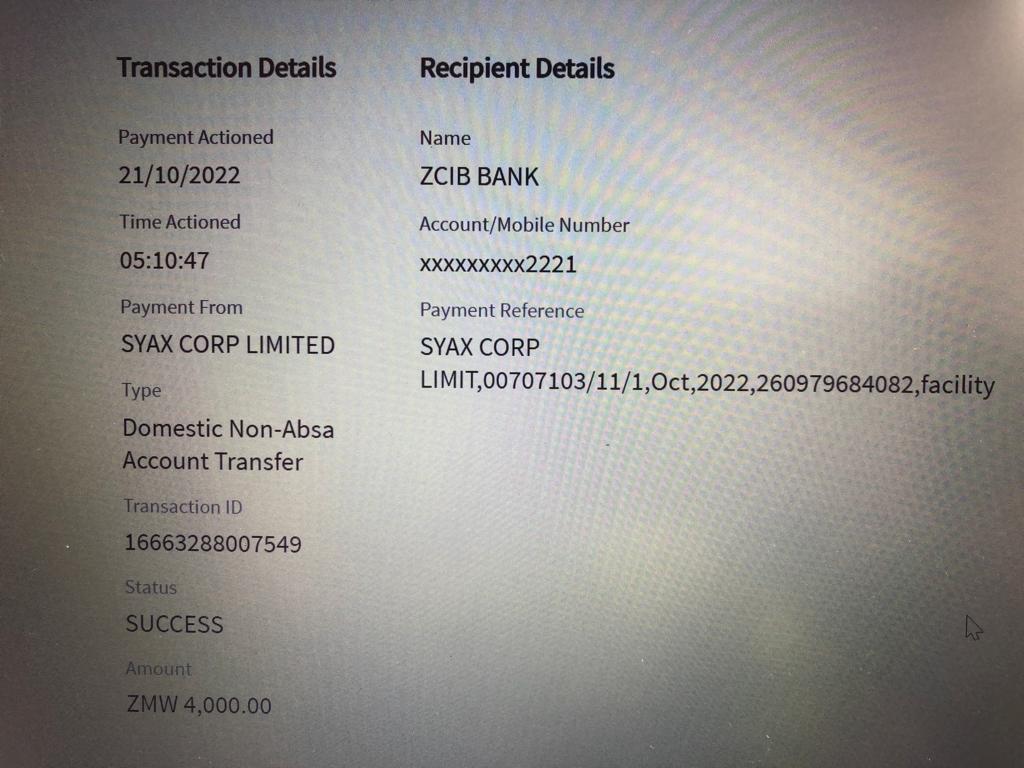 Transaction Details
Payment Actioned
21/10/2022
Time Actioned
05:10:47
Payment From
SYAX CORP LIMITED
Type
Domestic Non-Absa
Account Transfer
Transaction ID
16663288007549
Status
SUCCESS
Amount
ZMW 4,000.00
Recipient Details
Name
ZCIB BANK
Account/Mobile Number
xxxxxxxxx2221
Payment Reference
SYAX CORP
LIMIT,00707103/11/1,Oct,2022,260979684082,facility